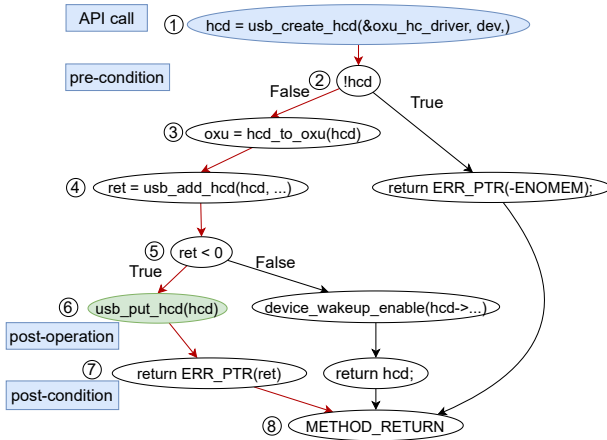 API call
① hcd = usb_create_hcd(&oxu_hc_driver, dev,)
pre-condition
② !hcd
False
True
③ oxu = hcd_to_oxu(hcd)
④ ret = usb_add_hcd(hcd, ...)
return ERR_PTR(-ENOMEM);
⑤ ret < 0
True
False
⑥ usb_put_hcd(hcd)
device_wakeup_enable(hcd->...)
post-operation
⑦ return ERR_PTR(ret)
return hcd;
post-condition
⑧ METHOD_RETURN